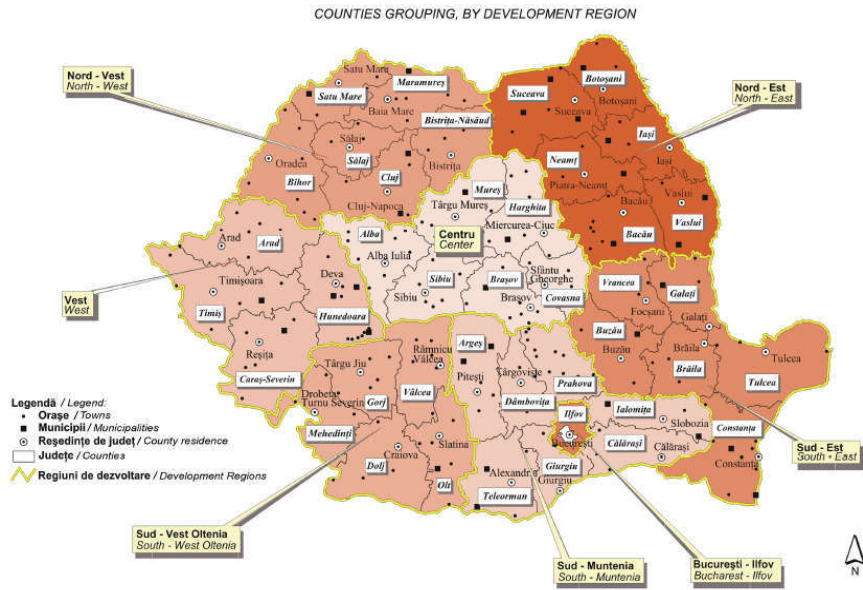 COUNTIES GROUPING, BY DEVELOPMENT REGION
Nord - Vest
North - West
Satu Mare
Satu Mare
Maramureș
Baia Mare
Bistrița-Năsăud
Sălaj
Sălaj
Oradea
Bihor
Cluj
Bistrița
Cluj-Napoca
Suceava
Botoșani
Botoșani
Suceava
Nord - Est
North - East
Iași
Iași
Neamț
Piatra-Neamț
Bacău
Bacău
Vaslui
Vaslui
Mureș
Târgu Mureș
Harghita
Miercurea-Ciuc
Centru
Center
Alba
Alba Iulia
Sibiu
Sibiu
Brașov
Brașov
Sfântu
Gheorghe
Covasna
Arad
Arad
Timișoara
Deva
Vest
West
Timiș
Hunedoara
Reșița
Caraș-Severin
Vrancea
Focșani
Galați
Galați
Buzău
Buzău
Brăila
Brăila
Tulcea
Tulcea
Constanța
Constanța
Sud - Est
South - East
Râmnicu
Vâlcea
Târgu Jiu
Vâlcea
Gorj
Drobeta
Turnu Severin
Mehedinți
Craiova
Slatina
Dolj
Olt
Argeș
Pitești
Târgoviște
Prahova
Dâmbovița
Ilfov
București
Ialomița
Slobozia
Călărași
Călărași
Giurgiu
Giurgiu
Alexandri
Teleorman
Legendă / Legend:
Orașe / Towns
Municipii / Municipalities
Reședințe de județ / County residence
Județe / Counties
Regiuni de dezvoltare / Development Regions
Sud - Vest Oltenia
South - West Oltenia
Sud - Muntenia
South - Muntenia
București - Ilfov
Bucharest - Ilfov
N